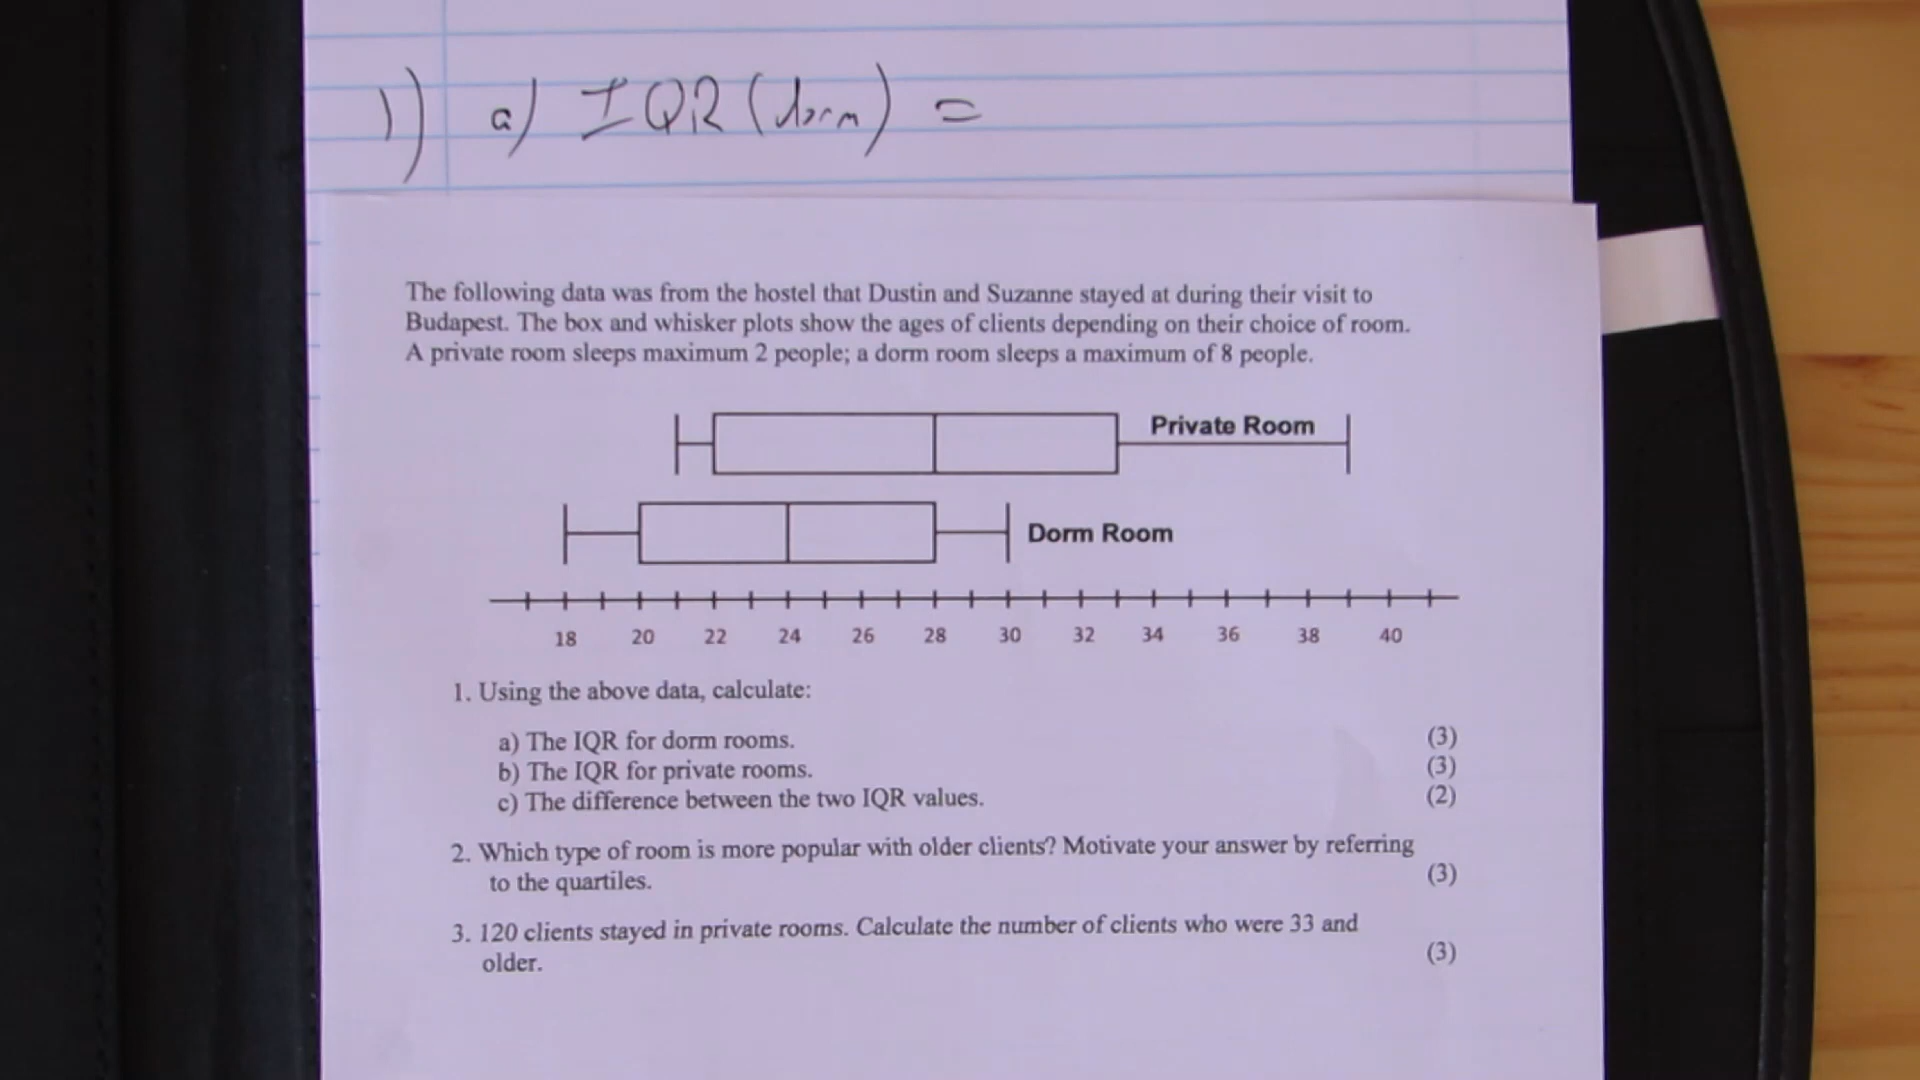 1) a) IQR (dorm) =
The following data was from the hostel that Dustin and Suzanne stayed at during their visit to
Budapest. The box and whisker plots show the ages of clients depending on their choice of room.
A private room sleeps maximum 2 people; a dorm room sleeps a maximum of 8 people.
Private Room
Dorm Room
18 20 22 24 26 28 30 32 34 36 38 40
1. Using the above data, calculate:
a) The IQR for dorm rooms. (3)
b) The IQR for private rooms. (3)
c) The difference between the two IQR values. (2)
2. Which type of room is more popular with older clients? Motivate your answer by referring
to the quartiles. (3)
3. 120 clients stayed in private rooms. Calculate the number of clients who were 33 and
older. (3)